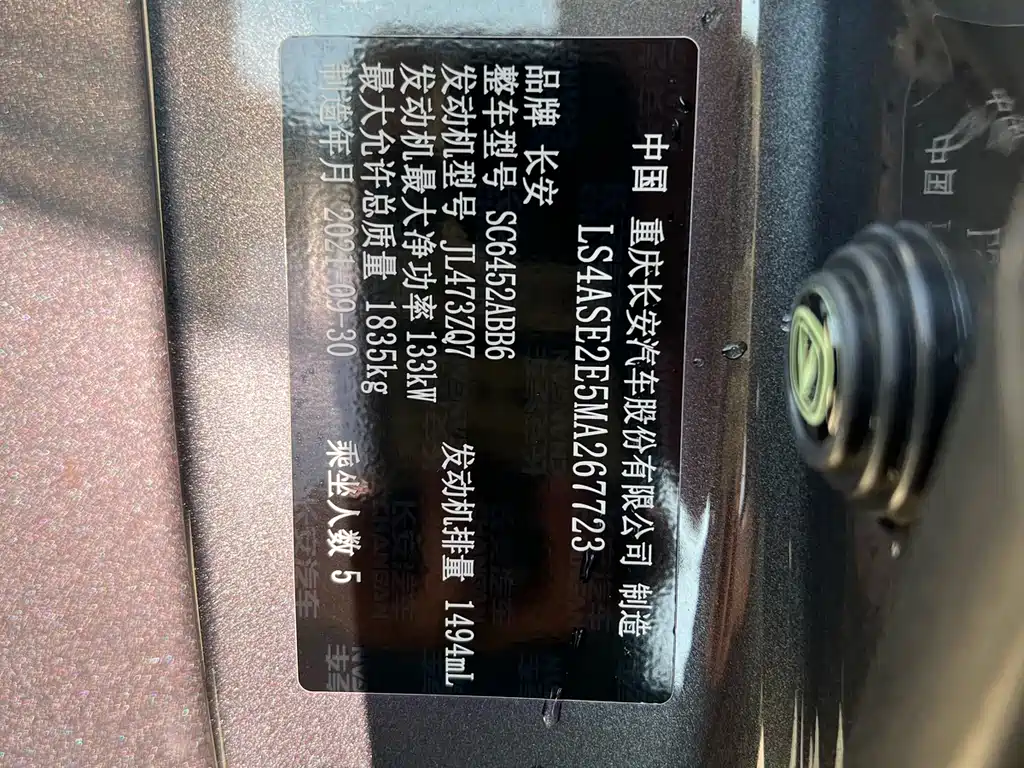 中国 重庆长安汽车股份有限公司 制造
LS4ASE2E5MA267723
品牌 长安
整车型号 SC6452ABB6
发动机型号 JL473ZQ7 发动机排量 1494mL
发动机最大净功率 133kW
最大允许总质量 1835kg
制造年月 2021-09-30 乘坐人数 5
中国